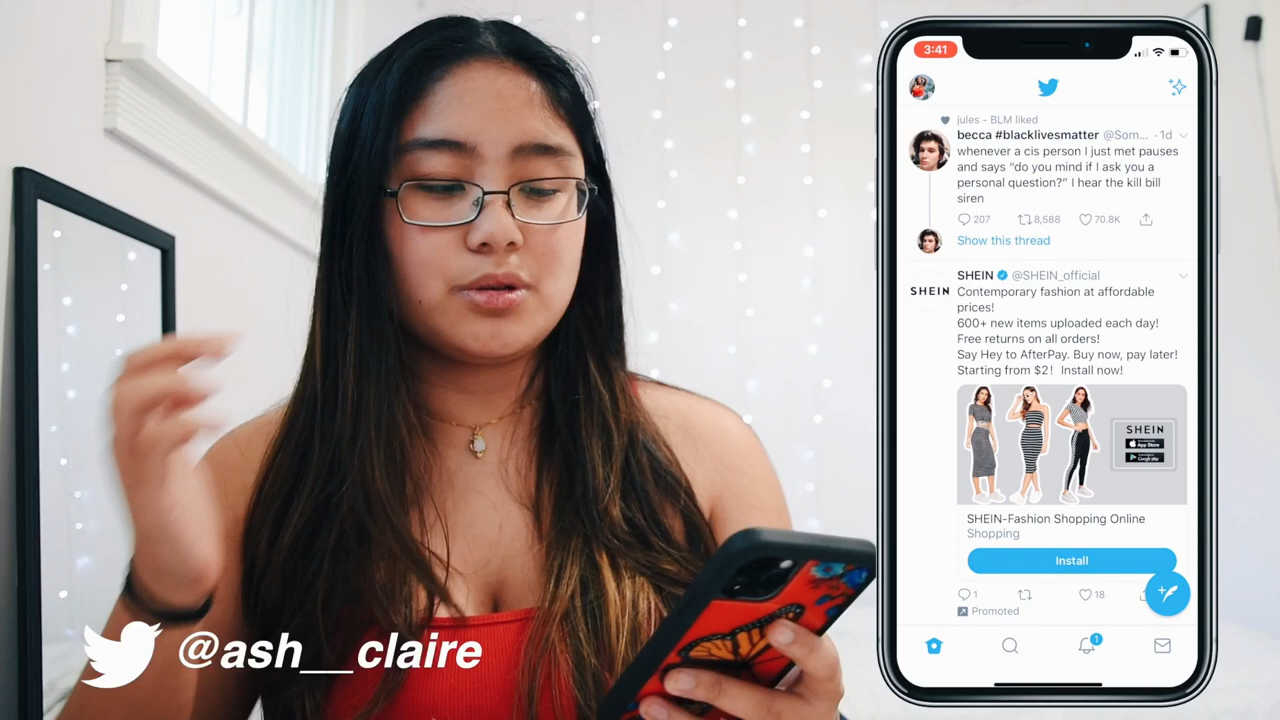 3:41
jules - BLM liked
becca #blacklivesmatter @Som... · 1d
whenever a cis person I just met pauses
and says “do you mind if I ask you a
personal question?” I hear the kill bill
siren
207 8,588 70.8K
Show this thread
SHEIN @SHEIN_official
SHEIN
Contemporary fashion at affordable
prices!
600+ new items uploaded each day!
Free returns on all orders!
Say Hey to AfterPay. Buy now, pay later!
Starting from $2! Install now!
SHEIN
App Store
Google play
SHEIN-Fashion Shopping Online
Shopping
Install
1 18
Promoted
1
@ash__claire